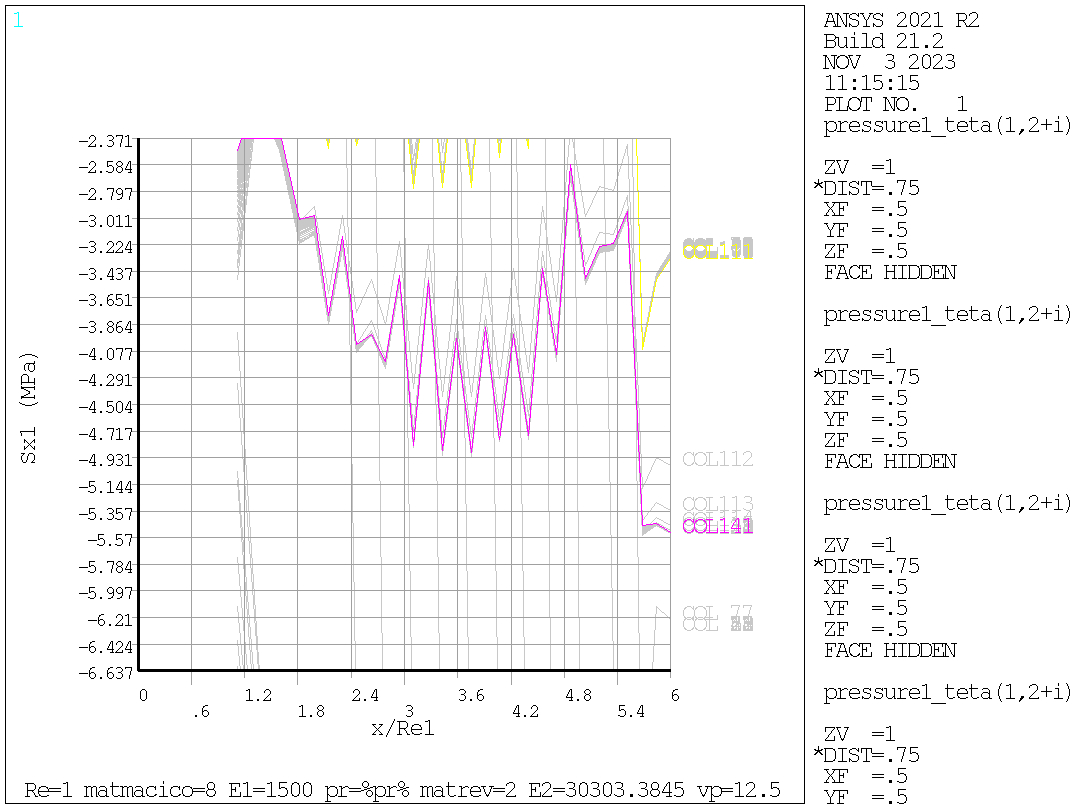 1
ANSYS 2021 R2
Build 21.2
NOV  3 2023
11:15:15
PLOT NO.   1
pressure1_teta(1,2+i)
ZV  =1
*DIST=.75
XF  =.5
YF  =.5
ZF  =.5
FACE HIDDEN
pressure1_teta(1,2+i)
ZV  =1
*DIST=.75
XF  =.5
YF  =.5
ZF  =.5
FACE HIDDEN
pressure1_teta(1,2+i)
ZV  =1
*DIST=.75
XF  =.5
YF  =.5
ZF  =.5
FACE HIDDEN
pressure1_teta(1,2+i)
ZV  =1
*DIST=.75
XF  =.5
YF  =.5
Sx1 (MPa)
-2.371
-2.584
-2.797
-3.011
-3.224
-3.437
-3.651
-3.864
-4.077
-4.291
-4.504
-4.717
-4.931
-5.144
-5.357
-5.57
-5.784
-5.997
-6.21
-6.424
-6.637
COL111
COL112
COL113
COL141
COL 77
COL
0
.6
1.2
1.8
2.4
3
3.6
4.2
4.8
5.4
6
x/Re1
Re=1 matmacico=8 E1=1500 pr=%pr% matrev=2 E2=30303.3845 vp=12.5